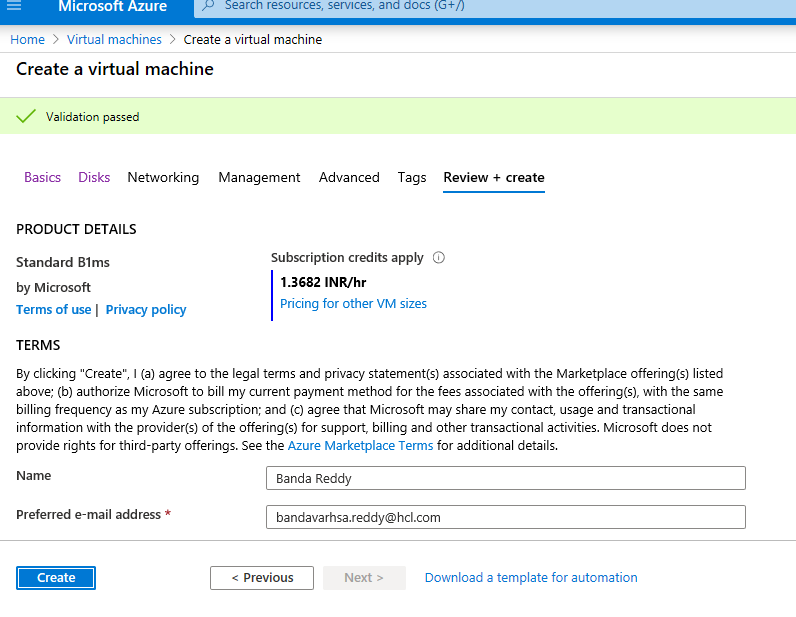 Microsoft Azure
Search resources, services, and docs (G+/)
Home > Virtual machines > Create a virtual machine
Create a virtual machine
Validation passed
Basics Disks Networking Management Advanced Tags Review + create
PRODUCT DETAILS
Standard B1ms
by Microsoft
Terms of use | Privacy policy
Subscription credits apply
1.3682 INR/hr
Pricing for other VM sizes
TERMS
By clicking "Create", I (a) agree to the legal terms and privacy statement(s) associated with the Marketplace offering(s) listed
above; (b) authorize Microsoft to bill my current payment method for the fees associated with the offering(s), with the same
billing frequency as my Azure subscription; and (c) agree that Microsoft may share my contact, usage and transactional
information with the provider(s) of the offering(s) for support, billing and other transactional activities. Microsoft does not
provide rights for third-party offerings. See the Azure Marketplace Terms for additional details.
Name
Banda Reddy
Preferred e-mail address *
bandavarhsa.reddy@hcl.com
Create
< Previous
Next >
Download a template for automation